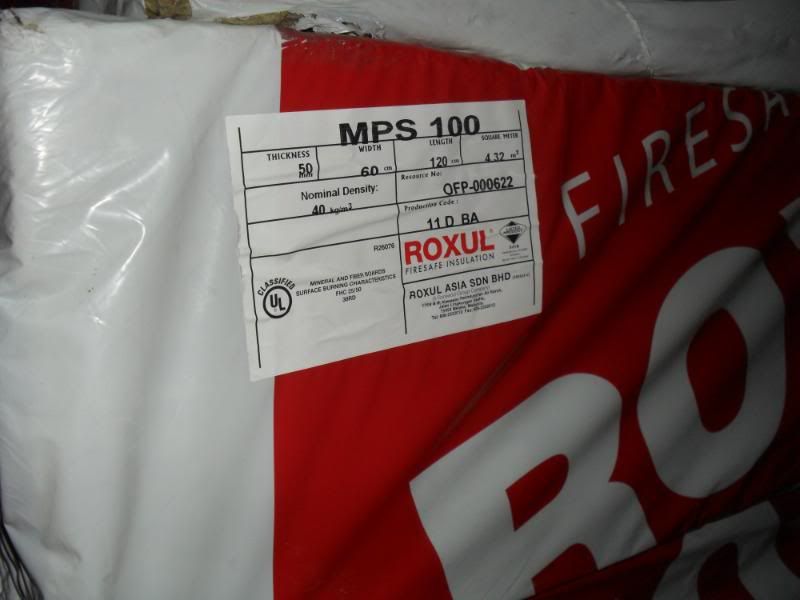 MPS 100
THICKNESS WIDTH LENGTH SQUARE METER
50 mm 60 cm 120 cm 4.32 m²
Nominal Density: Resource No:
40 kg/m3 QFP-000622
Production Code :
11 D BA
R25076
ROXUL®
FIRESAFE INSULATION
CLASSIFIED
UL
MINERAL AND FIBER BOARDS
SURFACE BURNING CHARACTERISTICS
FHC 25/50
38RD
ROXUL ASIA SDN BHD
FIRESA
RO